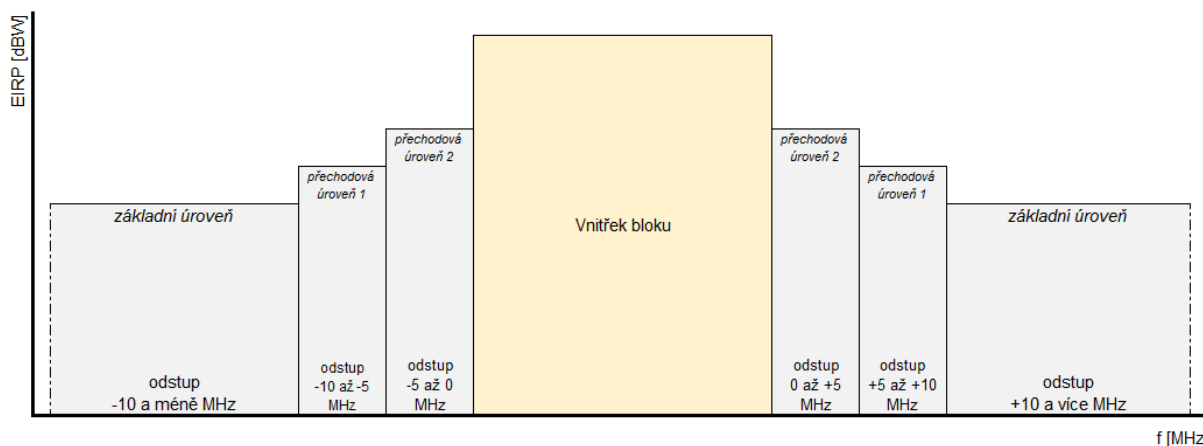 EIRP [dBW]
základní úroveň
odstup
-10 a méně MHz
přechodová
úroveň 1
odstup
-10 až -5
MHz
přechodová
úroveň 2
odstup
-5 až 0
MHz
Vnitřek bloku
přechodová
úroveň 2
odstup
0 až +5
MHz
přechodová
úroveň 1
odstup
+5 až +10
MHz
základní úroveň
odstup
+10 a více MHz
f [MHz